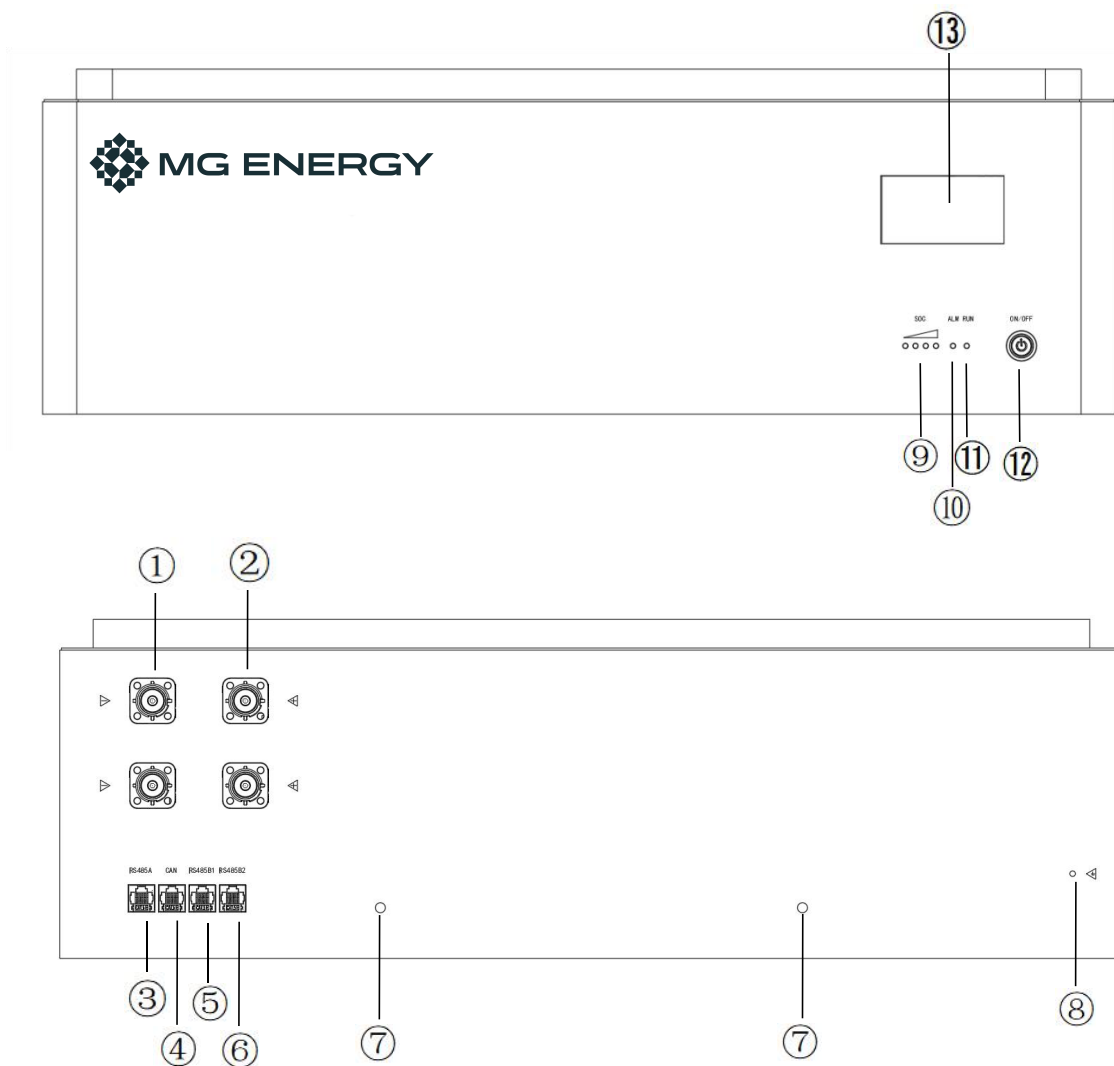 ⑬
MG ENERGY
SOC ALM RUN ON/OFF
⑨ ⑪ ⑫
⑩
① ②
RS485A CAN RS485B1 RS485B2
③ ⑤ ⑧
④ ⑥ ⑦ ⑦